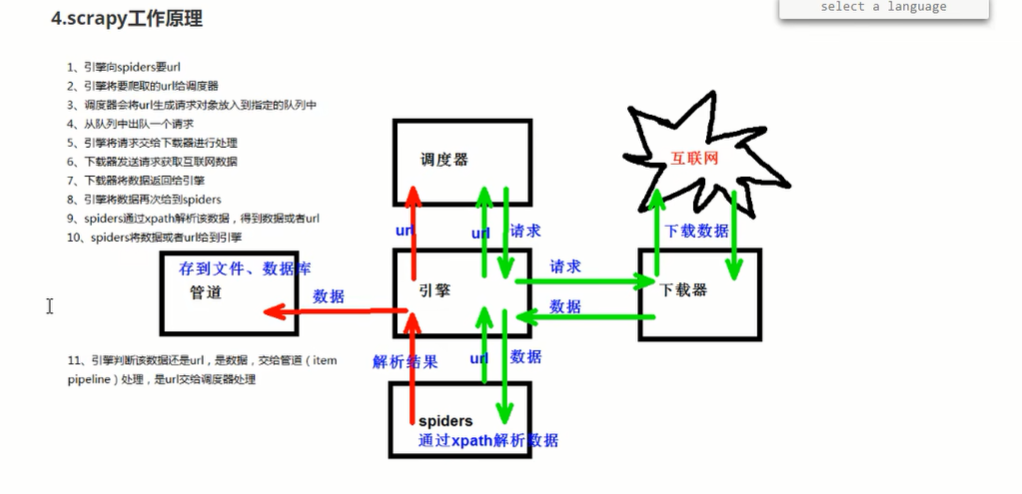 select a language
4.scrapy工作原理
1、引擎向spiders要url
2、引擎将要爬取的url给调度器
3、调度器会将url生成请求对象放入到指定的队列中
4、从队列中出队一个请求
5、引擎将请求交给下载器进行处理
6、下载器发送请求获取互联网数据
7、下载器将数据返回给引擎
8、引擎将数据再次给到spiders
9、spiders通过xpath解析该数据，得到数据或者url
10、spiders将数据或者url给到引擎
调度器
互联网
url
url
请求
下载数据
存到文件、数据库
管道
数据
引擎
请求
数据
下载器
11、引擎判断该数据还是url，是数据，交给管道（item
pipeline）处理，是url交给调度器处理
解析结果
url
数据
spiders
通过xpath解析数据